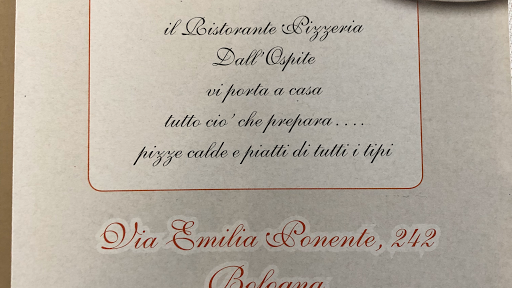 il Ristorante Pizzeria
Dall'Ospite
vi porta a casa
tutto cio' che prepara....
pizze calde e piatti di tutti i tipi
Via Emilia Ponente, 242
Bologna